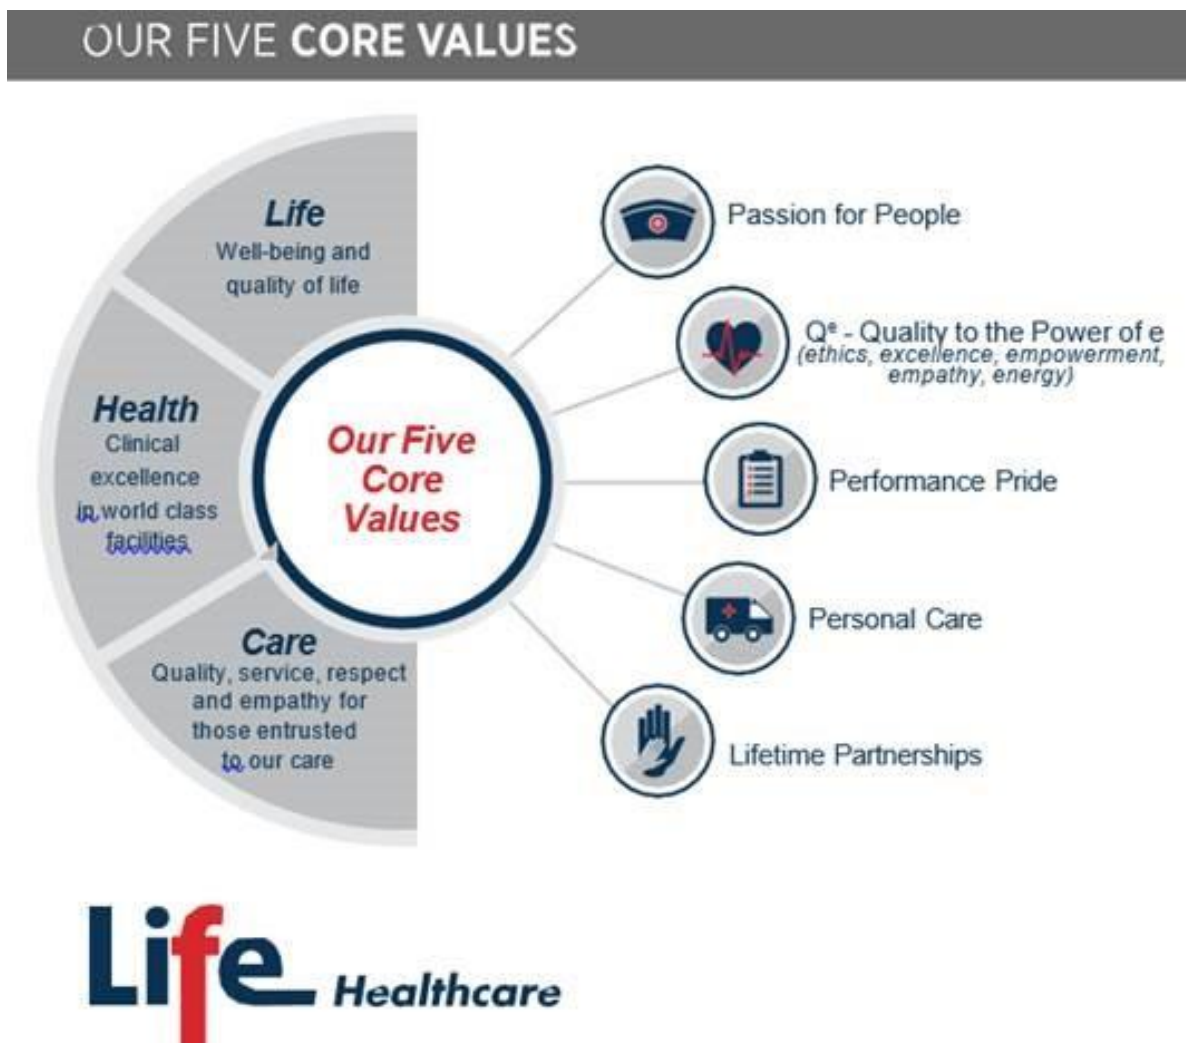 OUR FIVE CORE VALUES
Life
Well-being and
quality of life
Health
Clinical
excellence
in world class
facilities
Care
Quality, service, respect
and empathy for
those entrusted
to our care
Our Five
Core
Values
Passion for People
Qᵉ - Quality to the Power of e
(ethics, excellence, empowerment,
empathy, energy)
Performance Pride
Personal Care
Lifetime Partnerships
Life Healthcare